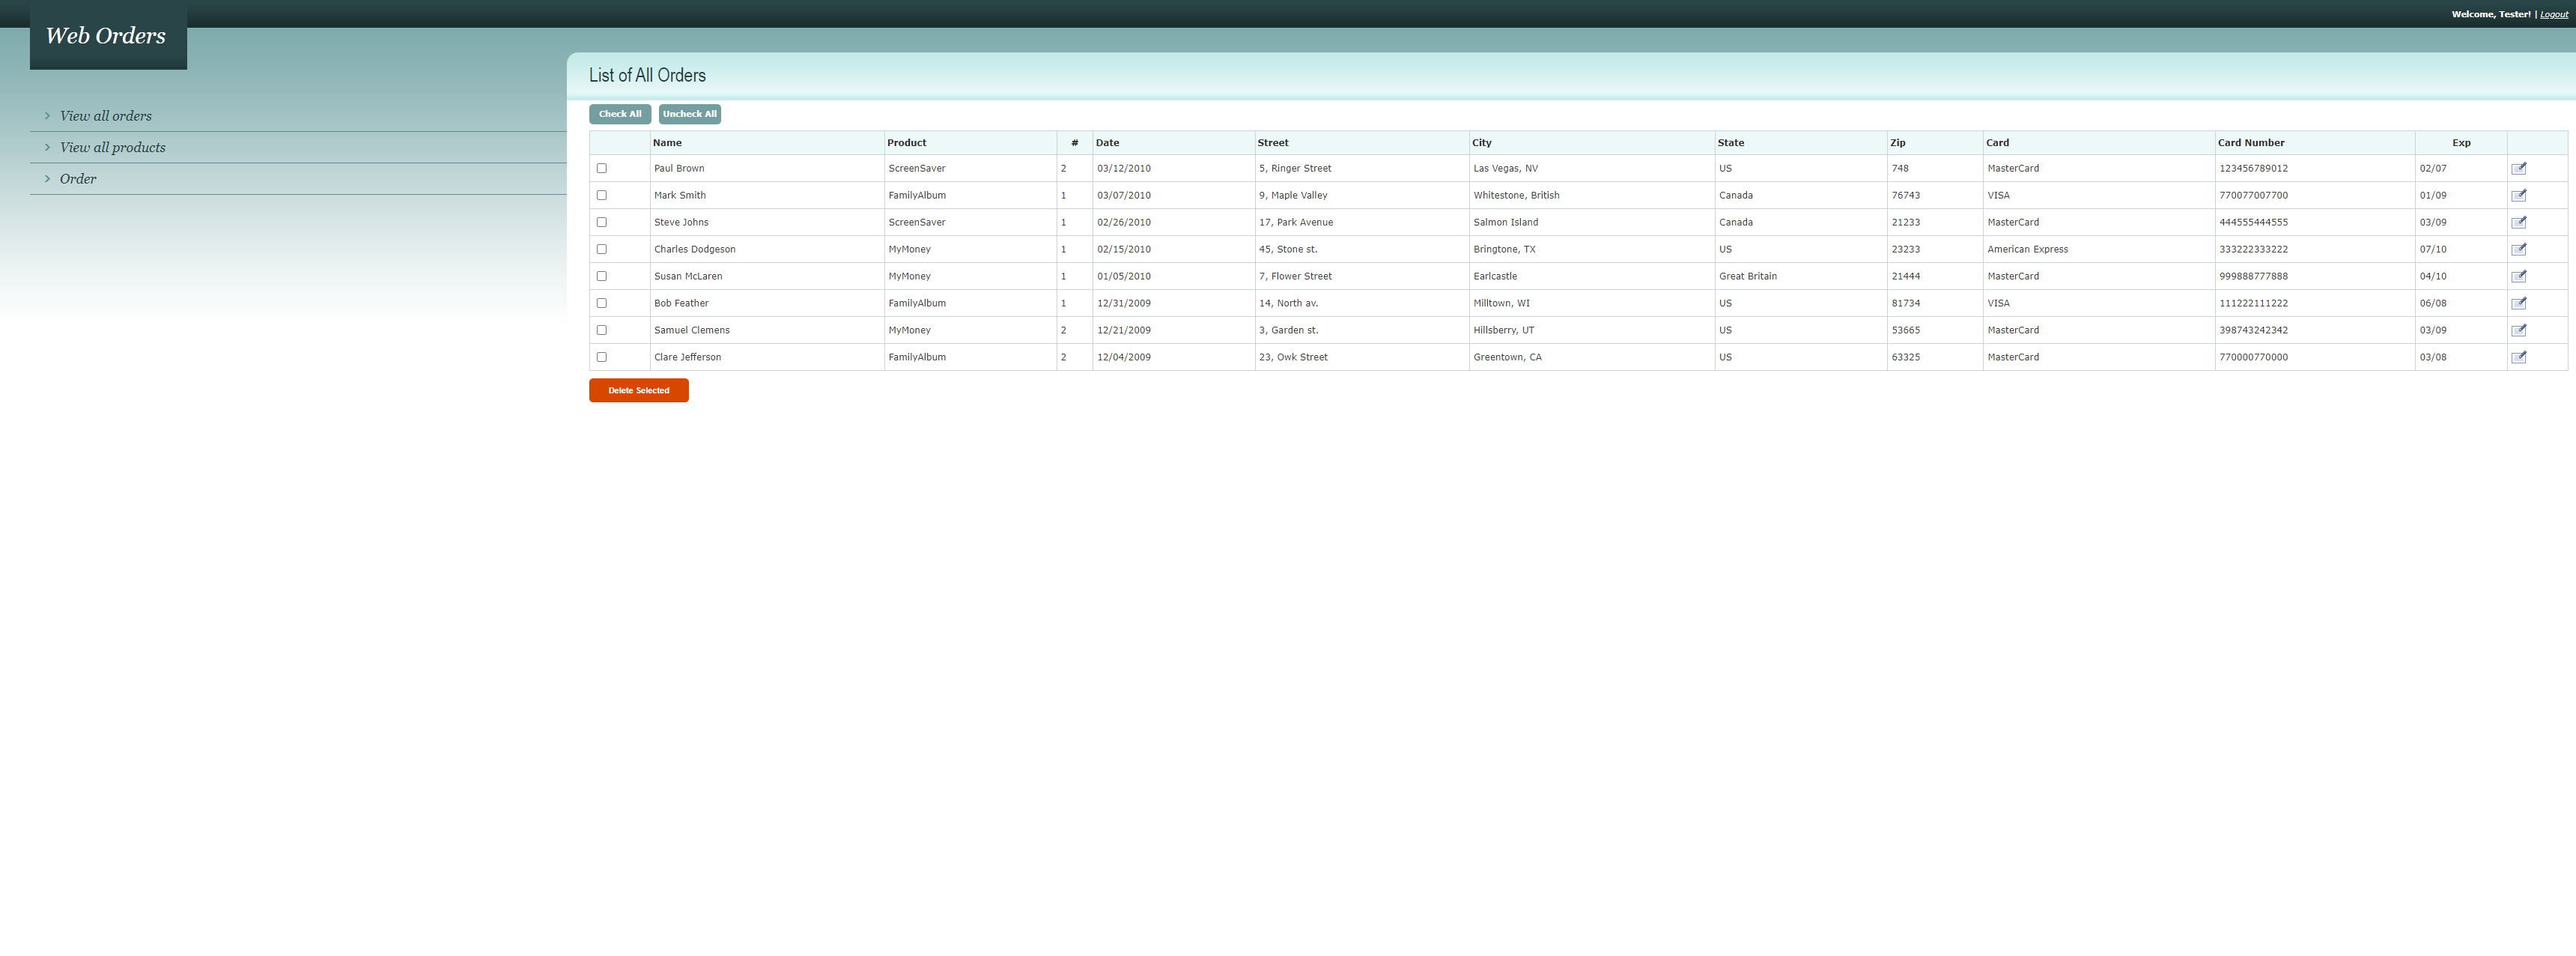 Welcome, Tester! | Logout
Web Orders
View all orders
View all products
Order
List of All Orders
Check All Uncheck All
Name Product # Date Street City State Zip Card Card Number Exp
Paul Brown ScreenSaver 2 03/12/2010 5, Ringer Street Las Vegas, NV US 748 MasterCard 123456789012 02/07
Mark Smith FamilyAlbum 1 03/07/2010 9, Maple Valley Whitestone, British Canada 76743 VISA 770077007700 01/09
Steve Johns ScreenSaver 1 02/26/2010 17, Park Avenue Salmon Island Canada 21233 MasterCard 444555444555 03/09
Charles Dodgeson MyMoney 1 02/15/2010 45, Stone st. Bringtone, TX US 23233 American Express 333222333222 07/10
Susan McLaren MyMoney 1 01/05/2010 7, Flower Street Earlcastle Great Britain 21444 MasterCard 999888777888 04/10
Bob Feather FamilyAlbum 1 12/31/2009 14, North av. Milltown, WI US 81734 VISA 111222111222 06/08
Samuel Clemens MyMoney 2 12/21/2009 3, Garden st. Hillsberry, UT US 53665 MasterCard 398743242342 03/09
Clare Jefferson FamilyAlbum 2 12/04/2009 23, Owk Street Greentown, CA US 63325 MasterCard 770000770000 03/08
Delete Selected